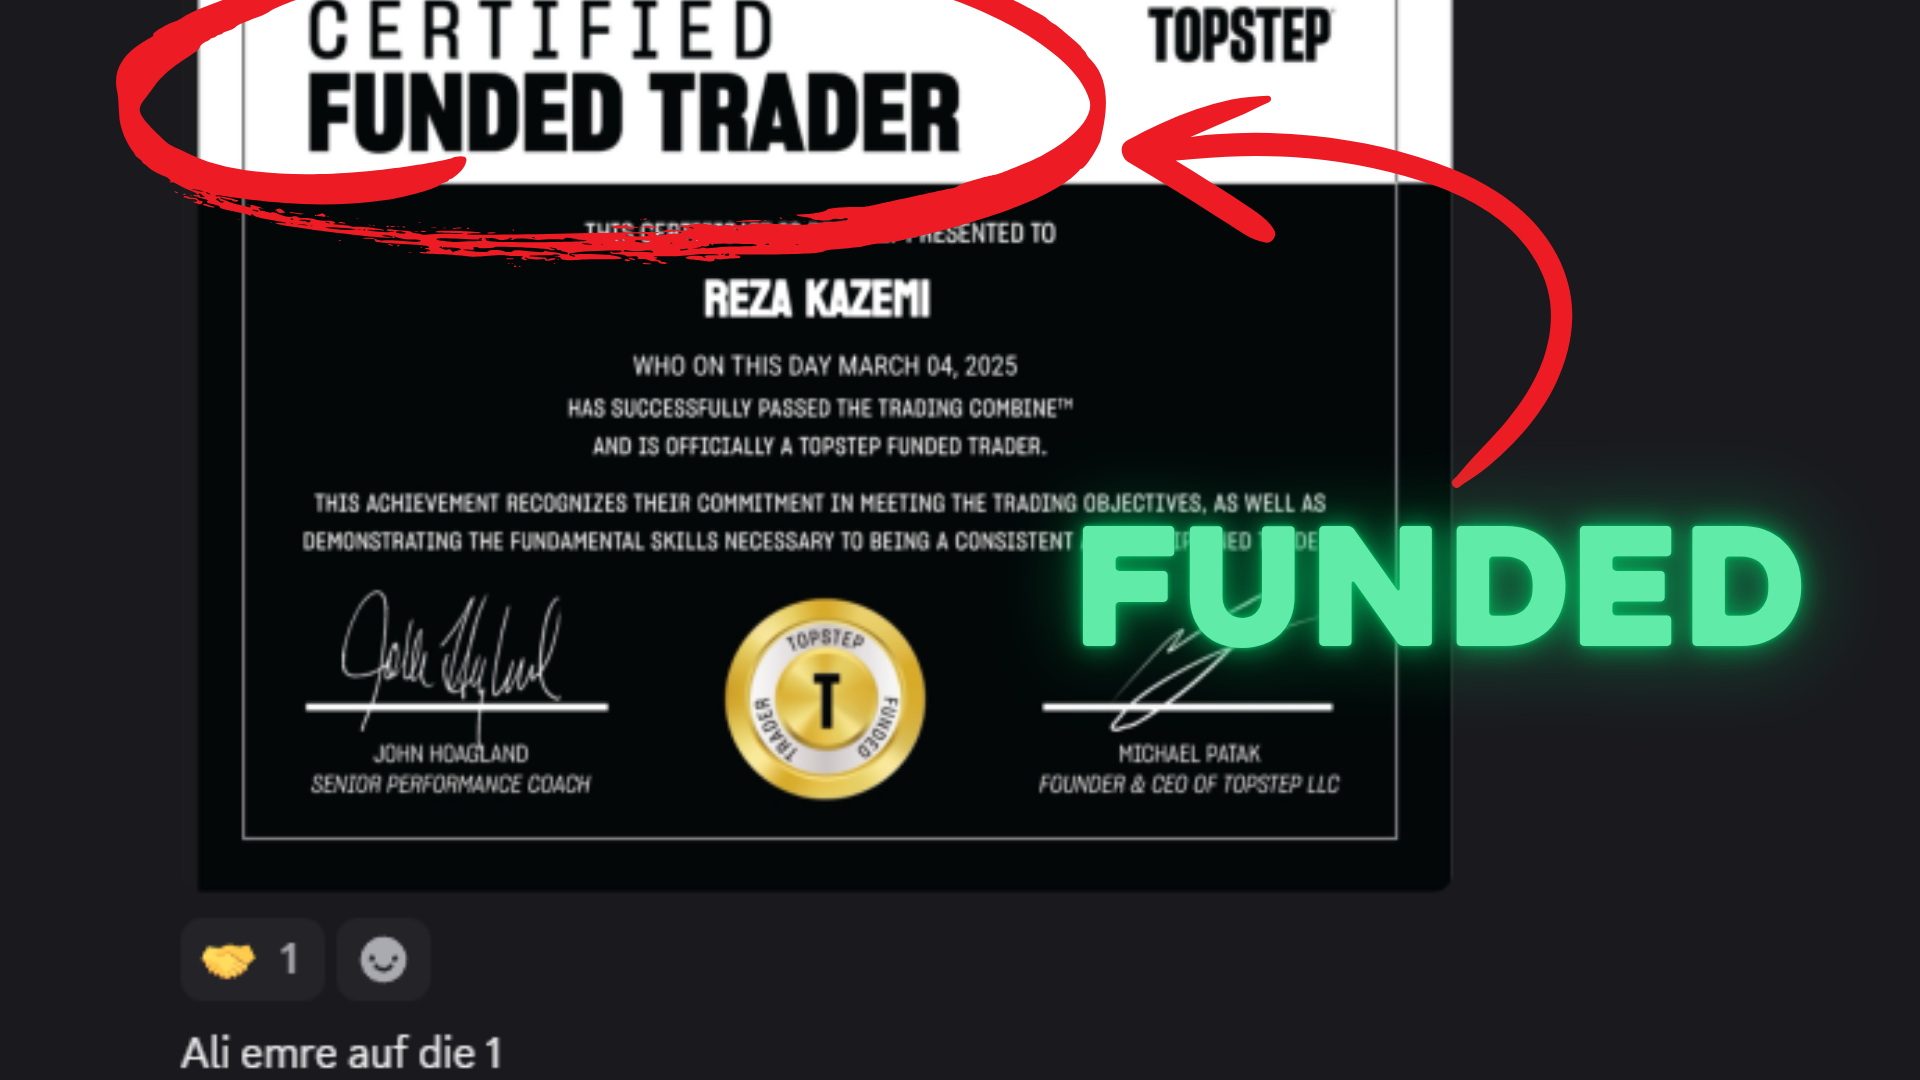 CERTIFIED
TOPSTEP
FUNDED TRADER
THIS PRESENTED TO
REZA KAZEMI
WHO ON THIS DAY MARCH 04, 2025
HAS SUCCESSFULLY PASSED THE TRADING COMBINE™
AND IS OFFICIALLY A TOPSTEP FUNDED TRADER.
THIS ACHIEVEMENT RECOGNIZES THEIR COMMITMENT IN MEETING THE TRADING OBJECTIVES, AS WELL AS
DEMONSTRATING THE FUNDAMENTAL SKILLS NECESSARY TO BEING A CONSISTENT
FUNDED
TOPSTEP
T
TRADER
FUNDED
JOHN HOAGLAND
SENIOR PERFORMANCE COACH
MICHAEL PATAK
FOUNDER & CEO OF TOPSTEP LLC
1
Ali emre auf die 1